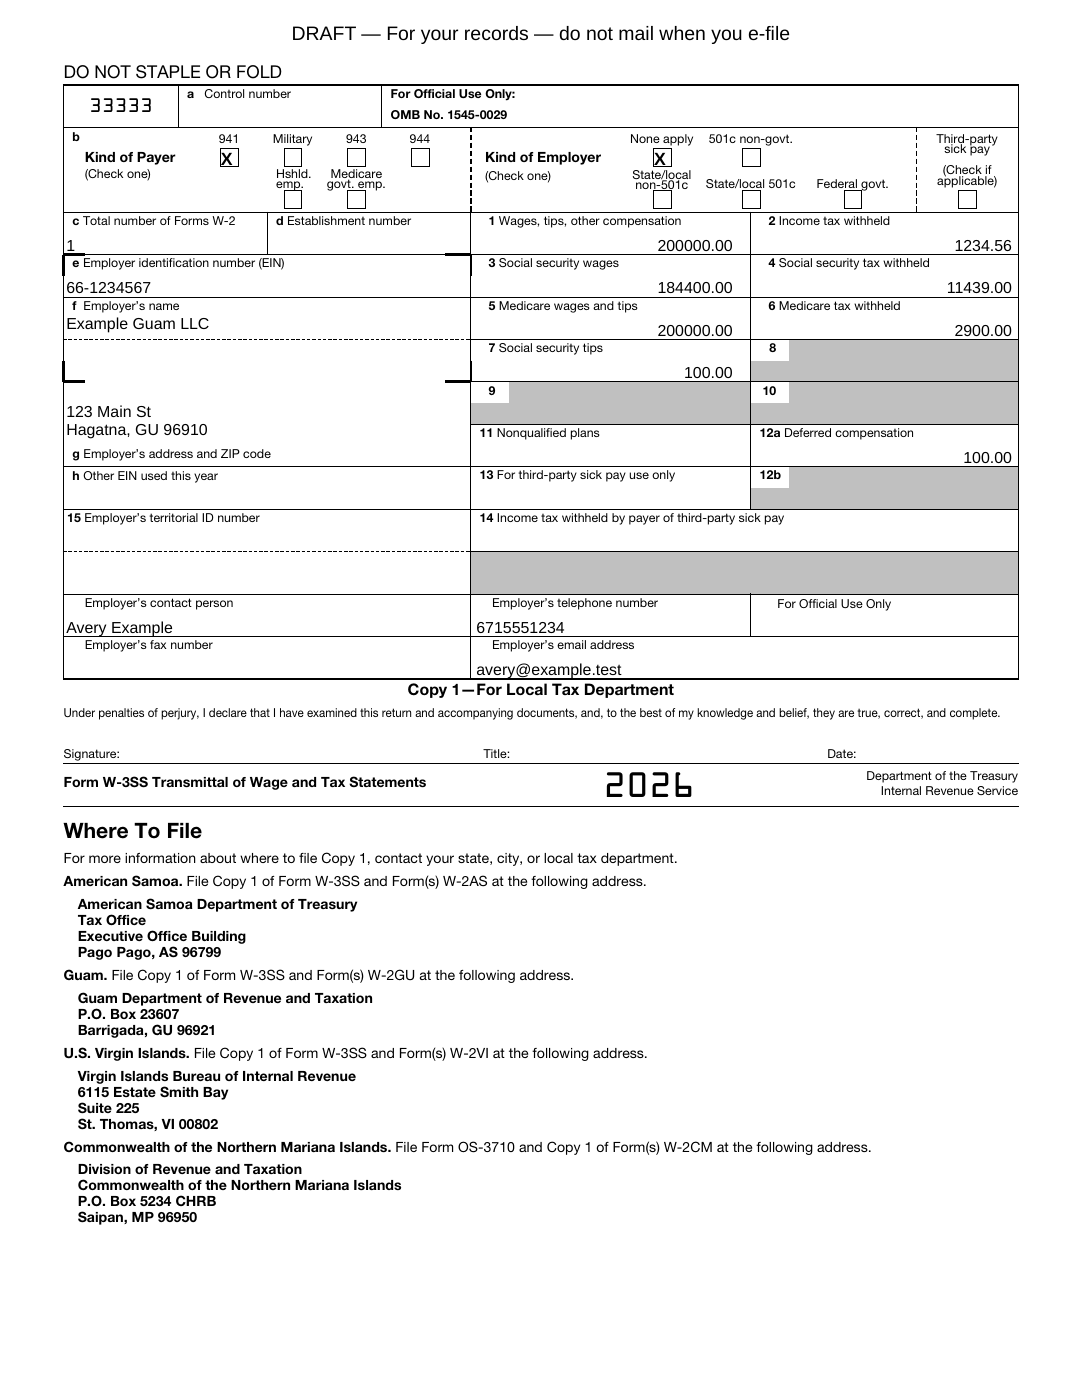 DRAFT — For your records — do not mail when you e-file
DO NOT STAPLE OR FOLD
33333
a Control number
For Official Use Only:
OMB No. 1545-0029
b
Kind of Payer
(Check one)
941
X
Military
943
944
Hshld. emp.
Medicare govt. emp.
Kind of Employer
(Check one)
None apply
X
501c non-govt.
State/local non-501c
State/local 501c
Federal govt.
Third-party sick pay
(Check if applicable)
c Total number of Forms W-2
1
d Establishment number
1 Wages, tips, other compensation
200000.00
2 Income tax withheld
1234.56
e Employer identification number (EIN)
66-1234567
3 Social security wages
184400.00
4 Social security tax withheld
11439.00
f Employer’s name
Example Guam LLC
5 Medicare wages and tips
200000.00
6 Medicare tax withheld
2900.00
7 Social security tips
100.00
8
9
10
123 Main St
Hagatna, GU 96910
g Employer’s address and ZIP code
11 Nonqualified plans
12a Deferred compensation
100.00
h Other EIN used this year
13 For third-party sick pay use only
12b
15 Employer’s territorial ID number
14 Income tax withheld by payer of third-party sick pay
Employer’s contact person
Avery Example
Employer’s telephone number
6715551234
For Official Use Only
Employer’s fax number
Employer’s email address
avery@example.test
Copy 1—For Local Tax Department
Under penalties of perjury, I declare that I have examined this return and accompanying documents, and, to the best of my knowledge and belief, they are true, correct, and complete.
Signature: Title: Date:
Form W-3SS Transmittal of Wage and Tax Statements
2026
Department of the Treasury
Internal Revenue Service
Where To File
For more information about where to file Copy 1, contact your state, city, or local tax department.
American Samoa. File Copy 1 of Form W-3SS and Form(s) W-2AS at the following address.
American Samoa Department of Treasury
Tax Office
Executive Office Building
Pago Pago, AS 96799
Guam. File Copy 1 of Form W-3SS and Form(s) W-2GU at the following address.
Guam Department of Revenue and Taxation
P.O. Box 23607
Barrigada, GU 96921
U.S. Virgin Islands. File Copy 1 of Form W-3SS and Form(s) W-2VI at the following address.
Virgin Islands Bureau of Internal Revenue
6115 Estate Smith Bay
Suite 225
St. Thomas, VI 00802
Commonwealth of the Northern Mariana Islands. File Form OS-3710 and Copy 1 of Form(s) W-2CM at the following address.
Division of Revenue and Taxation
Commonwealth of the Northern Mariana Islands
P.O. Box 5234 CHRB
Saipan, MP 96950